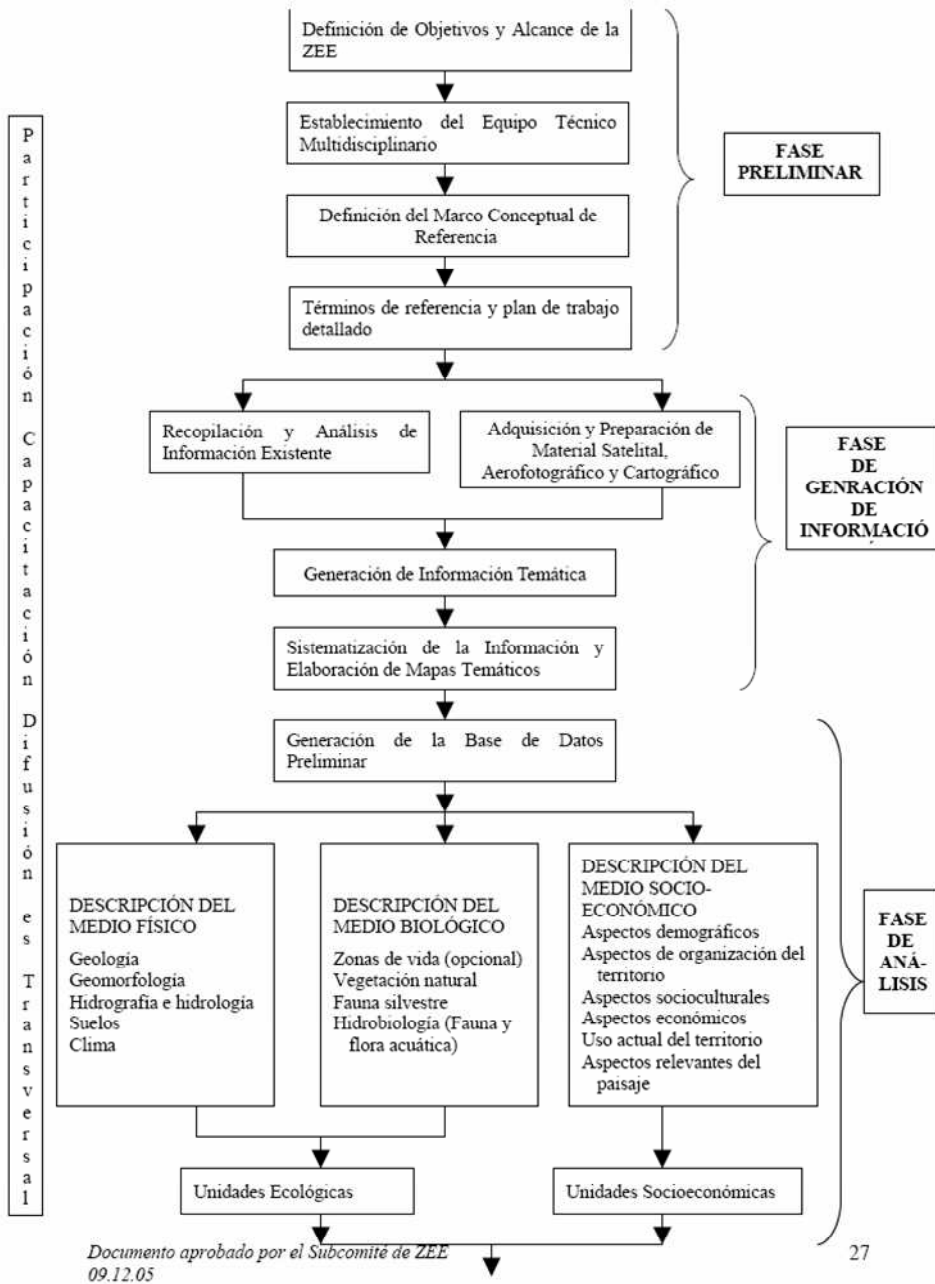 Definición de Objetivos y Alcance de la
ZEE
Establecimiento del Equipo Técnico
Multidisciplinario
Definición del Marco Conceptual de
Referencia
Términos de referencia y plan de trabajo
detallado
FASE
PRELIMINAR
Recopilación y Análisis de
Información Existente
Adquisición y Preparación de
Material Satelital,
Aerofotográfico y Cartográfico
Generación de Información Temática
Sistematización de la Información y
Elaboración de Mapas Temáticos
FASE
DE
GENRACIÓN
DE
INFORMACIÓ
Generación de la Base de Datos
Preliminar
DESCRIPCIÓN DEL
MEDIO FÍSICO
Geología
Geomorfología
Hidrografía e hidrología
Suelos
Clima
DESCRIPCIÓN DEL
MEDIO BIOLÓGICO
Zonas de vida (opcional)
Vegetación natural
Fauna silvestre
Hidrobiología (Fauna y
flora acuática)
DESCRIPCIÓN DEL
MEDIO SOCIO-
ECONÓMICO
Aspectos demográficos
Aspectos de organización del
territorio
Aspectos socioculturales
Aspectos económicos
Uso actual del territorio
Aspectos relevantes del
paisaje
FASE
DE
ANÁ-
LISIS
Unidades Ecológicas
Unidades Socioeconómicas
Participación Capacitación Difusión es Transversal
Documento aprobado por el Subcomité de ZEE
09.12.05
27